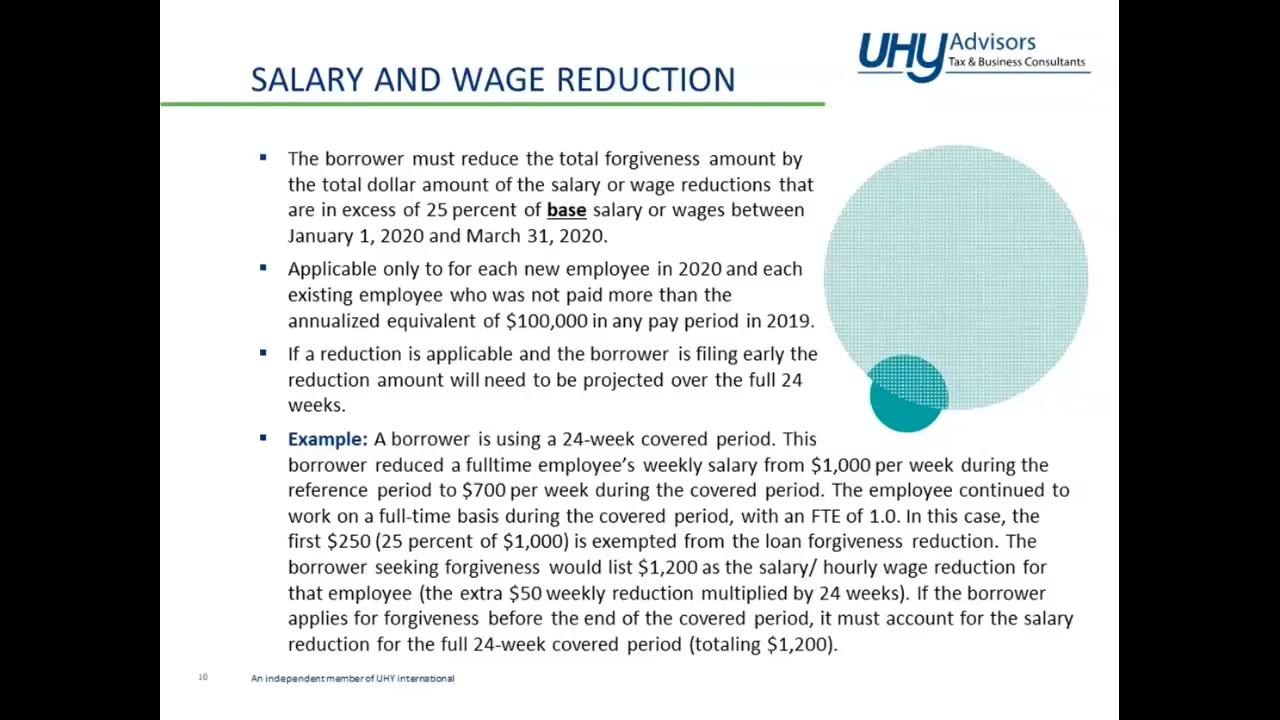 UHY Advisors
Tax & Business Consultants
SALARY AND WAGE REDUCTION
▪ The borrower must reduce the total forgiveness amount by
the total dollar amount of the salary or wage reductions that
are in excess of 25 percent of base salary or wages between
January 1, 2020 and March 31, 2020.
▪ Applicable only to for each new employee in 2020 and each
existing employee who was not paid more than the
annualized equivalent of $100,000 in any pay period in 2019.
▪ If a reduction is applicable and the borrower is filing early the
reduction amount will need to be projected over the full 24
weeks.
▪ Example: A borrower is using a 24-week covered period. This
borrower reduced a fulltime employee's weekly salary from $1,000 per week during the
reference period to $700 per week during the covered period. The employee continued to
work on a full-time basis during the covered period, with an FTE of 1.0. In this case, the
first $250 (25 percent of $1,000) is exempted from the loan forgiveness reduction. The
borrower seeking forgiveness would list $1,200 as the salary/ hourly wage reduction for
that employee (the extra $50 weekly reduction multiplied by 24 weeks). If the borrower
applies for forgiveness before the end of the covered period, it must account for the salary
reduction for the full 24-week covered period (totaling $1,200).
10 An independent member of UHY international